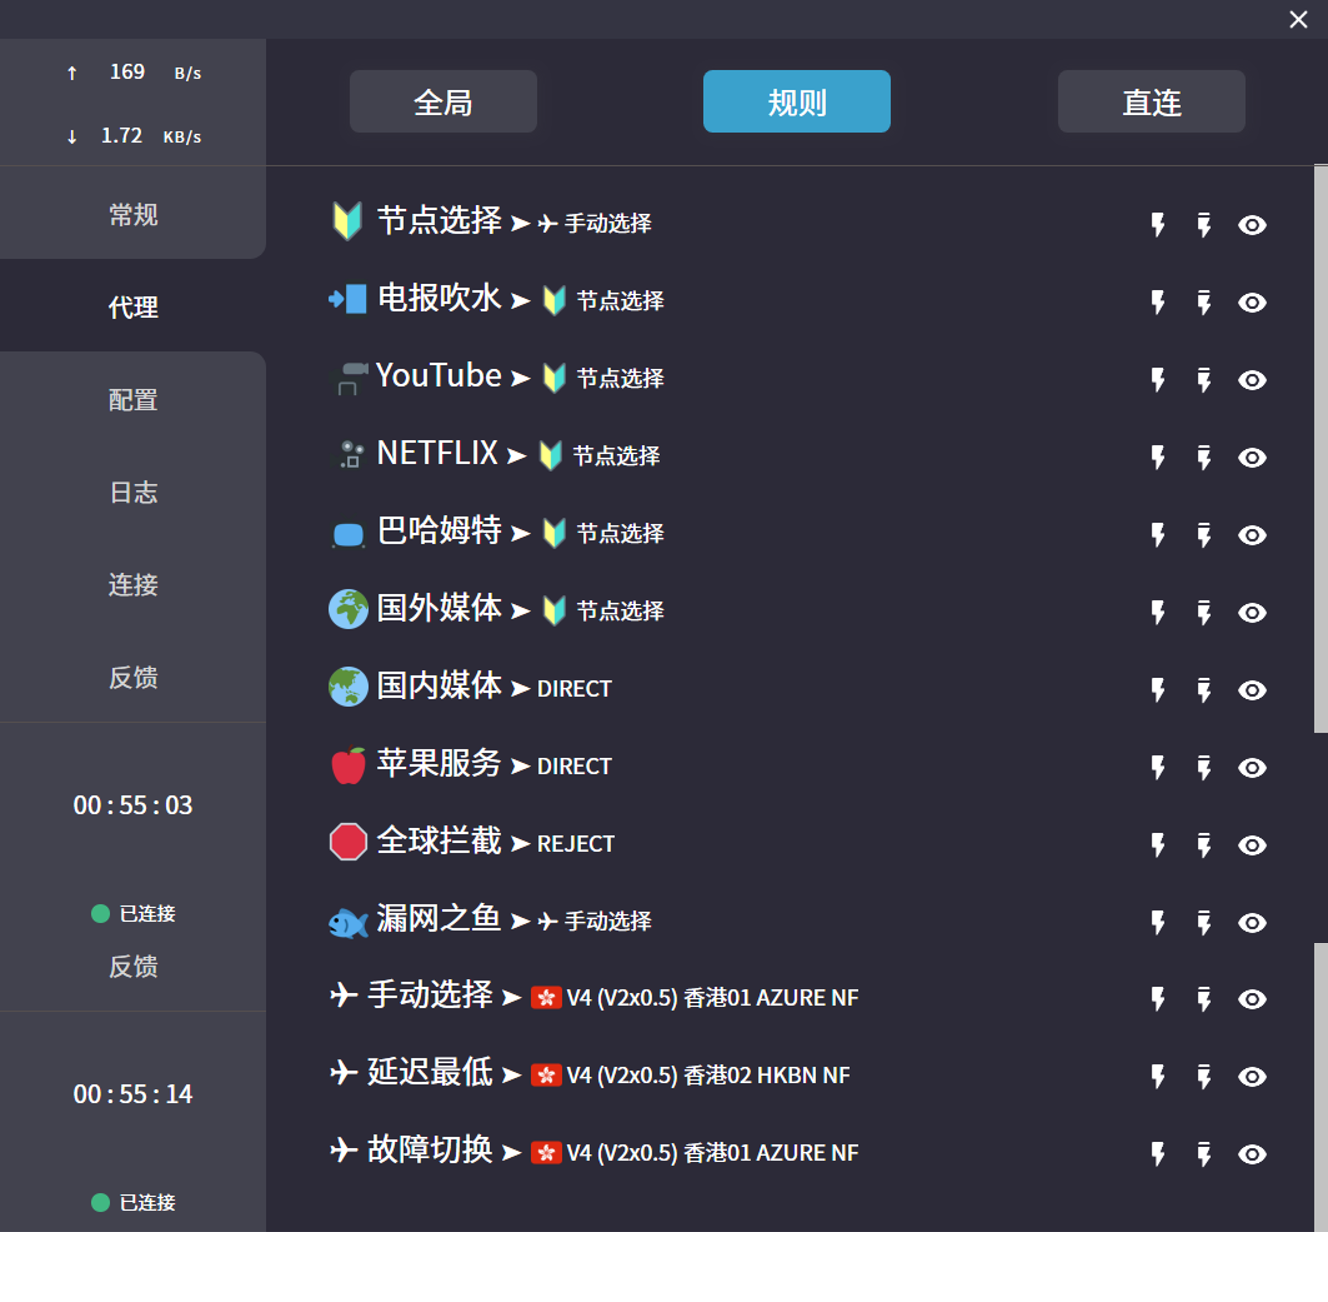 ↑ 169 B/s
↓ 1.72 KB/s
常规
代理
配置
日志
连接
反馈
00 : 55 : 03
已连接
反馈
00 : 55 : 14
已连接
全局 规则 直连
节点选择 ➤ ✈ 手动选择
电报吹水 ➤ 节点选择
YouTube ➤ 节点选择
NETFLIX ➤ 节点选择
巴哈姆特 ➤ 节点选择
国外媒体 ➤ 节点选择
国内媒体 ➤ DIRECT
苹果服务 ➤ DIRECT
全球拦截 ➤ REJECT
漏网之鱼 ➤ ✈ 手动选择
✈ 手动选择 ➤ V4 (V2x0.5) 香港01 AZURE NF
✈ 延迟最低 ➤ V4 (V2x0.5) 香港02 HKBN NF
✈ 故障切换 ➤ V4 (V2x0.5) 香港01 AZURE NF